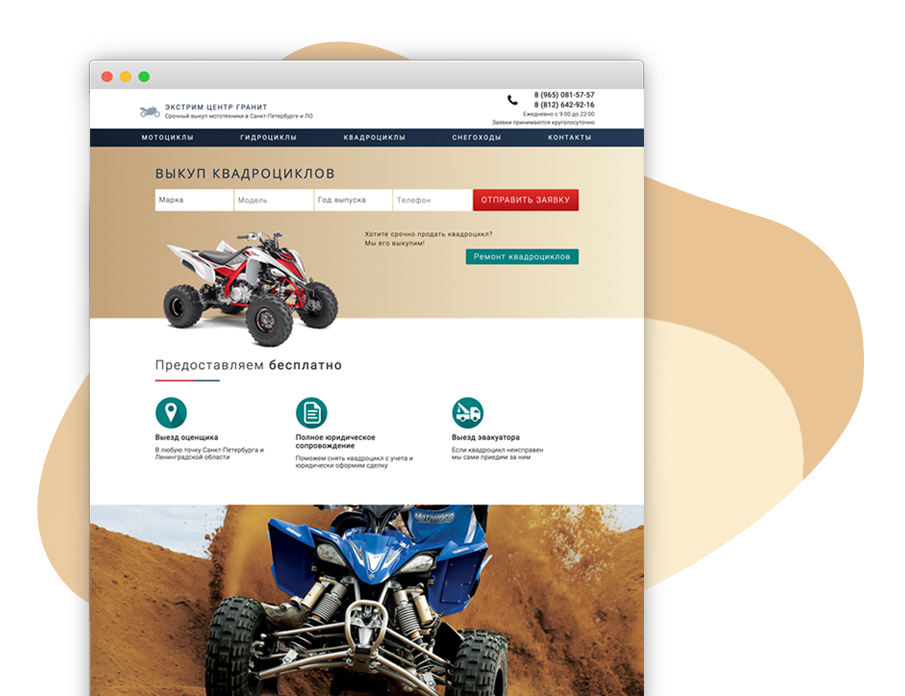 ЭКСТРИМ ЦЕНТР ГРАНИТ
Срочный выкуп мототехники в Санкт-Петербурге и ЛО
8 (965) 081-57-57
8 (812) 642-92-16
Ежедневно с 9:00 до 22:00
Заявки принимаются круглосуточно
МОТОЦИКЛЫ ГИДРОЦИКЛЫ КВАДРОЦИКЛЫ СНЕГОХОДЫ КОНТАКТЫ
ВЫКУП КВАДРОЦИКЛОВ
Марка Модель Год выпуска Телефон ОТПРАВИТЬ ЗАЯВКУ
Хотите срочно продать квадроцикл?
Мы его выкупим!
Ремонт квадроциклов
Предоставляем бесплатно
Выезд оценщика
В любую точку Санкт-Петербурга и
Ленинградской области
Полное юридическое
сопровождение
Поможем снять квадроцикл с учета и
юридически оформим сделку
Выезд эвакуатора
Если квадроцикл неисправен
мы сами приедим за ним